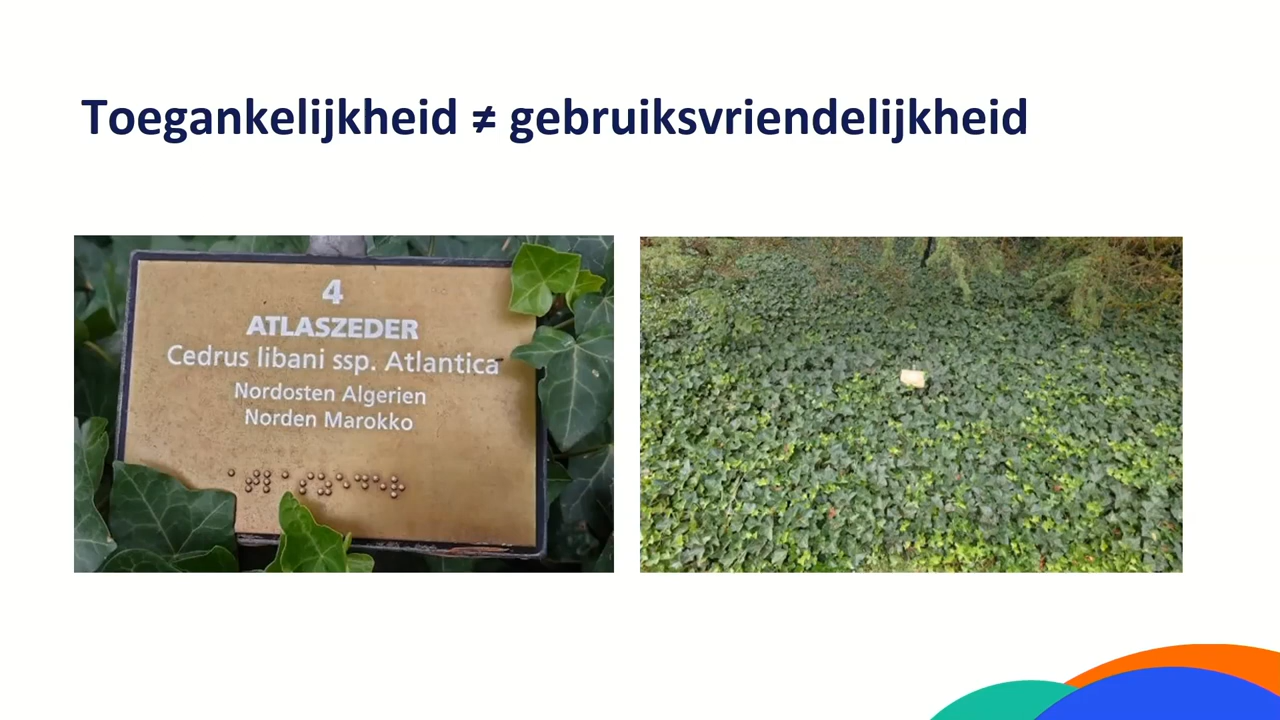 Toegankelijkheid ≠ gebruiksvriendelijkheid
4
ATLASZEDER
Cedrus libani ssp. Atlantica
Nordosten Algerien
Norden Marokko